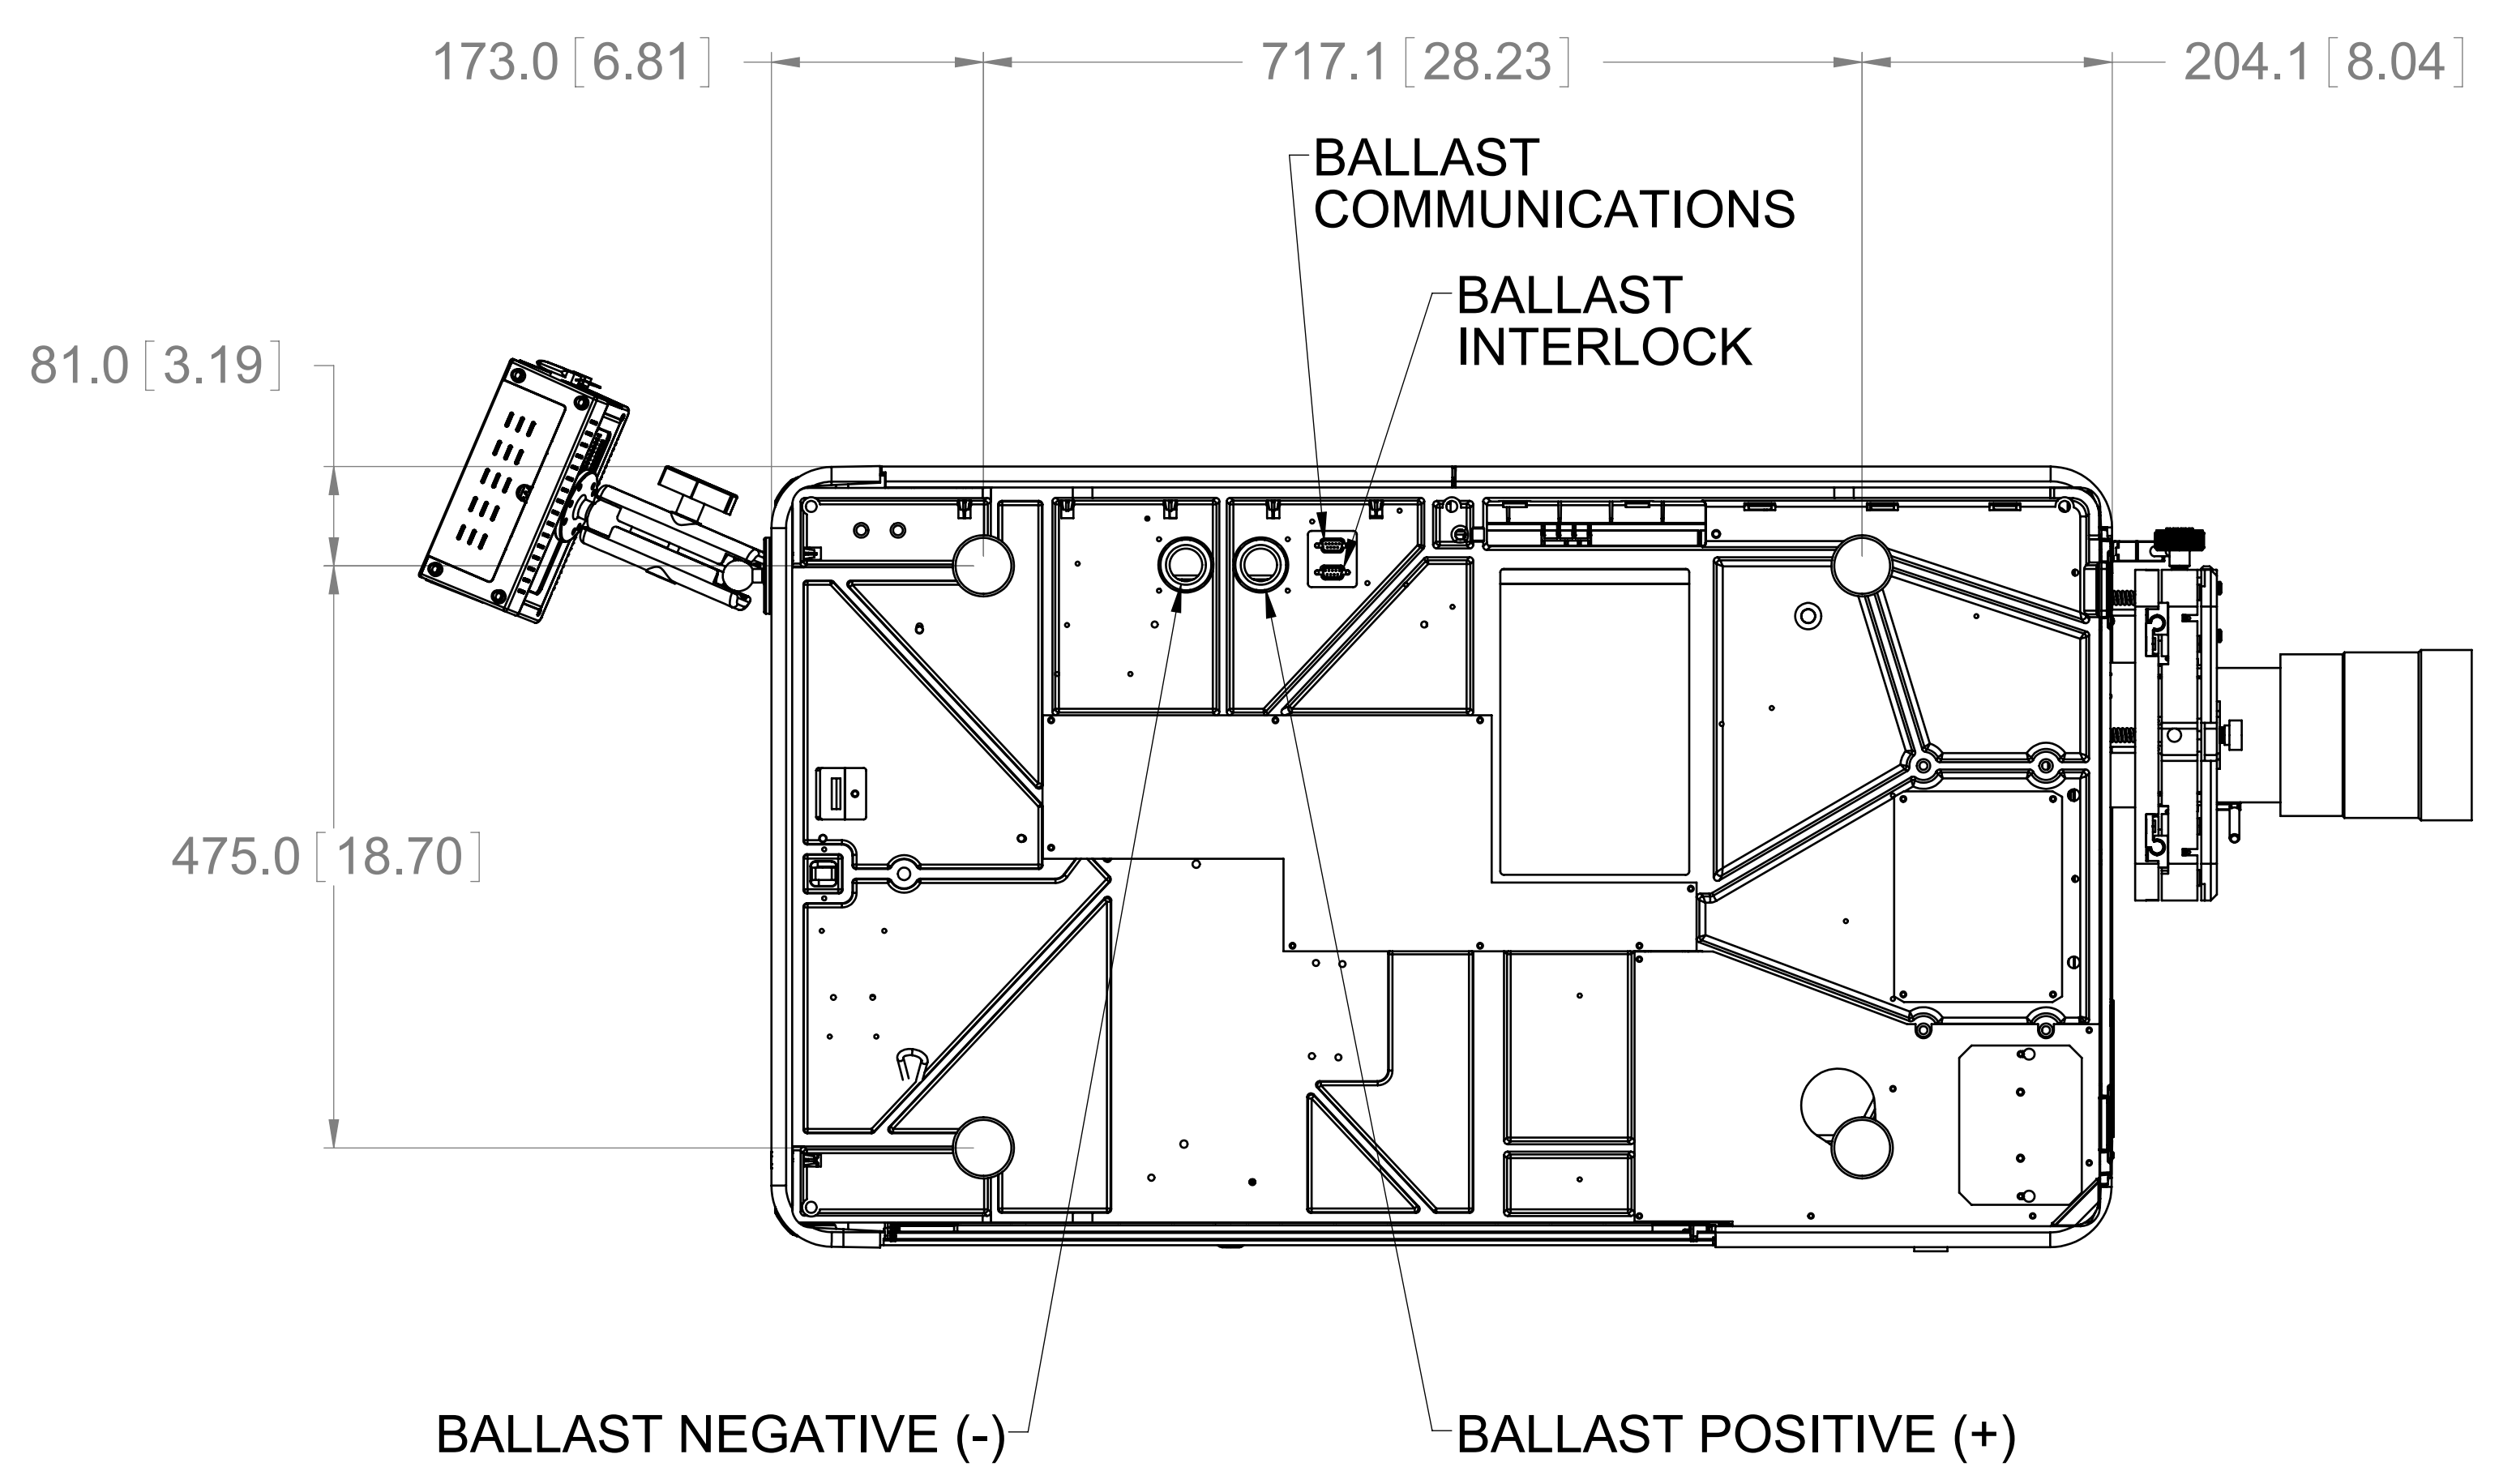 173.0 [6.81]
717.1 [28.23]
204.1 [8.04]
BALLAST
COMMUNICATIONS
BALLAST
INTERLOCK
81.0 [3.19]
475.0 [18.70]
BALLAST NEGATIVE (-)
BALLAST POSITIVE (+)